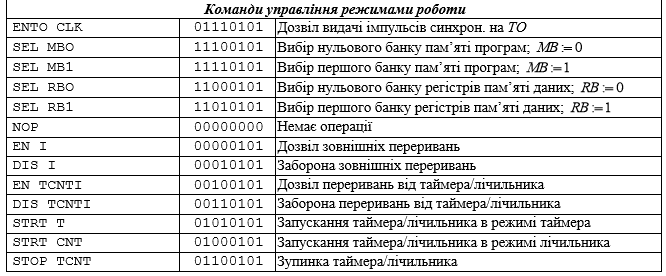 Команди управління режимами роботи
ENTO CLK 01110101 Дозвіл видачі імпульсів синхрон. на TO
SEL MBO 11100101 Вибір нульового банку пам’яті програм; MB := 0
SEL MB1 11110101 Вибір першого банку пам’яті програм; MB := 1
SEL RBO 11000101 Вибір нульового банку регістрів пам’яті даних; RB := 0
SEL RB1 11010101 Вибір першого банку регістрів пам’яті даних; RB := 1
NOP 00000000 Немає операції
EN I 00000101 Дозвіл зовнішніх переривань
DIS I 00010101 Заборона зовнішніх переривань
EN TCNTI 00100101 Дозвіл переривань від таймера/лічильника
DIS TCNTI 00110101 Заборона переривань від таймера/лічильника
STRT T 01010101 Запускання таймера/лічильника в режимі таймера
STRT CNT 01000101 Запускання таймера/лічильника в режимі лічильника
STOP TCNT 01100101 Зупинка таймера/лічильника